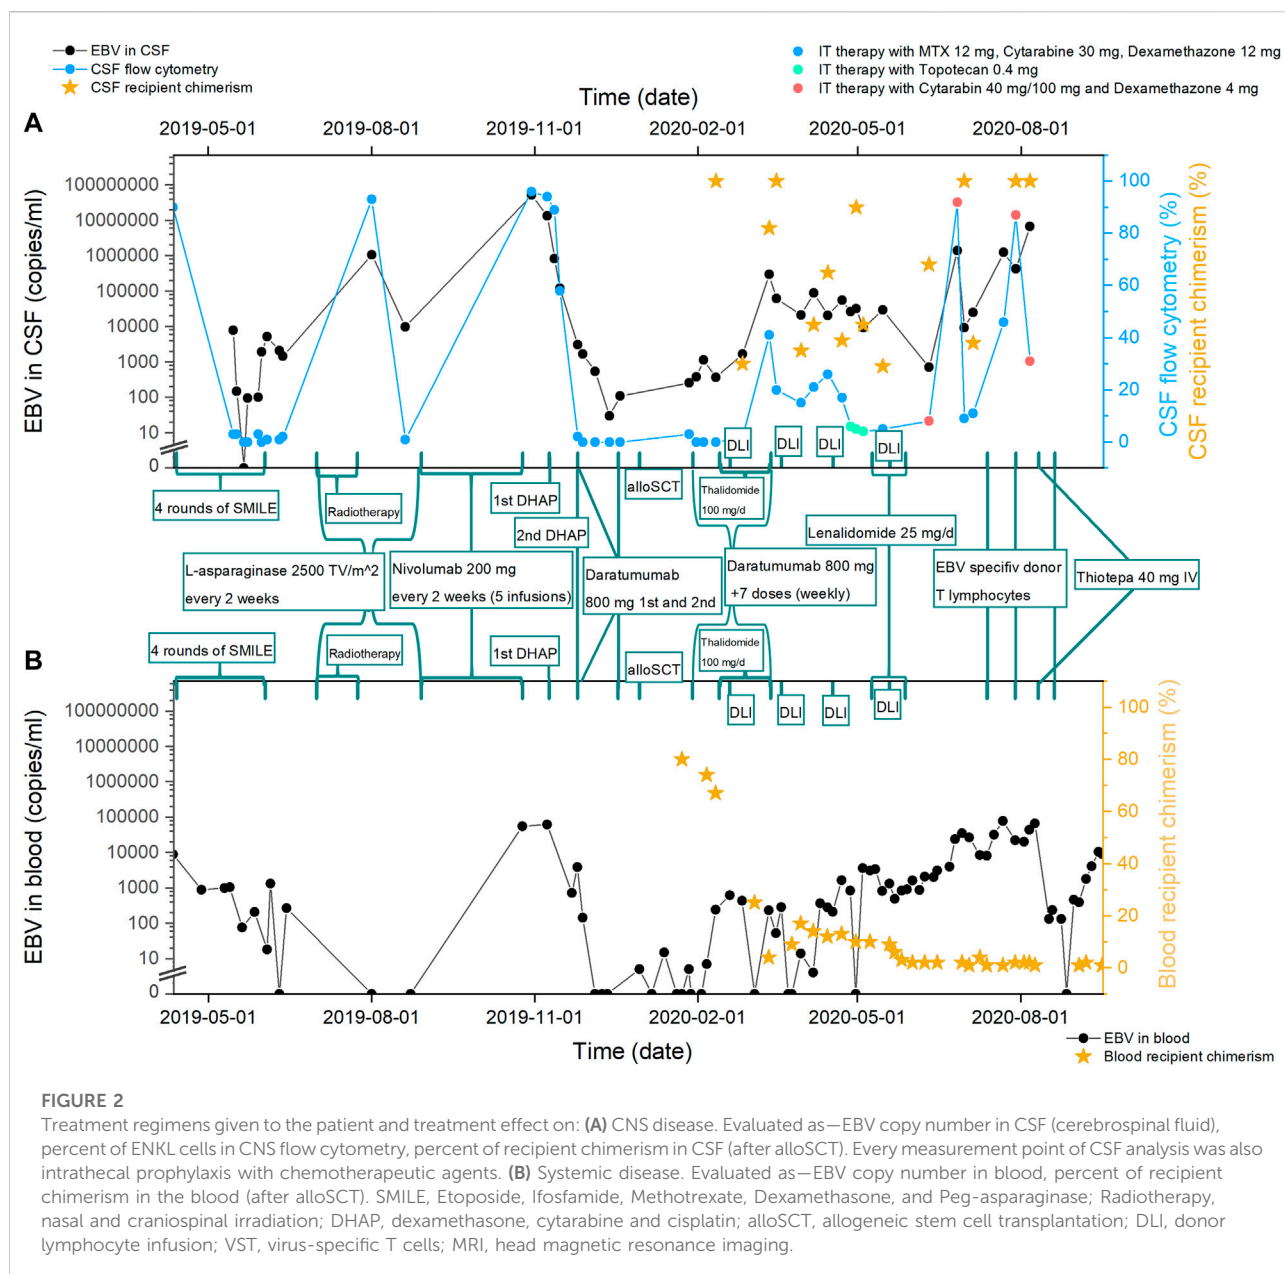 EBV in CSF
CSF flow cytometry
CSF recipient chimerism
IT therapy with MTX 12 mg, Cytarabine 30 mg, Dexamethazone 12 mg
IT therapy with Topotecan 0.4 mg
IT therapy with Cytarabin 40 mg/100 mg and Dexamethazone 4 mg
Time (date)
A
2019-05-01 2019-08-01 2019-11-01 2020-02-01 2020-05-01 2020-08-01
EBV in CSF (copies/ml)
100000000
10000000
1000000
100000
10000
1000
100
10
0
100
80
60
40
20
0
CSF flow cytometry (%)
CSF recipient chimerism (%)
DLI DLI DLI DLI
4 rounds of SMILE
Radiotherapy
1st DHAP
2nd DHAP
alloSCT
Thalidomide
100 mg/d
Lenalidomide 25 mg/d
L-asparaginase 2500 TV/m^2
every 2 weeks
Nivolumab 200 mg
every 2 weeks (5 infusions)
Daratumumab
800 mg 1st and 2nd
Daratumumab 800 mg
+7 doses (weekly)
EBV specifiv donor
T lymphocytes
Thiotepa 40 mg IV
4 rounds of SMILE
Radiotherapy
1st DHAP
alloSCT
Thalidomide
100 mg/d
B
DLI DLI DLI DLI
EBV in blood (copies/ml)
100000000
10000000
1000000
100000
10000
1000
100
10
0
100
80
60
40
20
0
Blood recipient chimerism (%)
2019-05-01 2019-08-01 2019-11-01 2020-02-01 2020-05-01 2020-08-01
Time (date)
EBV in blood
Blood recipient chimerism
FIGURE 2
Treatment regimens given to the patient and treatment effect on: (A) CNS disease. Evaluated as—EBV copy number in CSF (cerebrospinal fluid),
percent of ENKL cells in CNS flow cytometry, percent of recipient chimerism in CSF (after alloSCT). Every measurement point of CSF analysis was also
intrathecal prophylaxis with chemotherapeutic agents. (B) Systemic disease. Evaluated as—EBV copy number in blood, percent of recipient
chimerism in the blood (after alloSCT). SMILE, Etoposide, Ifosfamide, Methotrexate, Dexamethasone, and Peg-asparaginase; Radiotherapy,
nasal and craniospinal irradiation; DHAP, dexamethasone, cytarabine and cisplatin; alloSCT, allogeneic stem cell transplantation; DLI, donor
lymphocyte infusion; VST, virus-specific T cells; MRI, head magnetic resonance imaging.